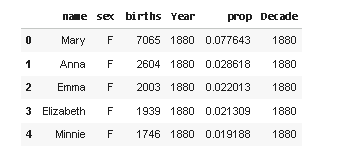 name sex births Year prop Decade
0 Mary F 7065 1880 0.077643 1880
1 Anna F 2604 1880 0.028618 1880
2 Emma F 2003 1880 0.022013 1880
3 Elizabeth F 1939 1880 0.021309 1880
4 Minnie F 1746 1880 0.019188 1880